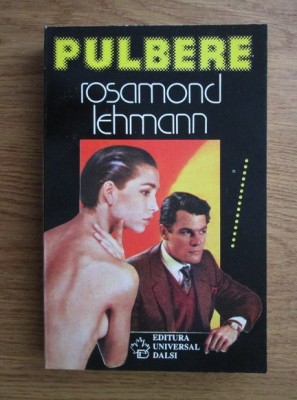 PULBERE
rosamond
lehmann
EDITURA
UNIVERSAL
DALSI